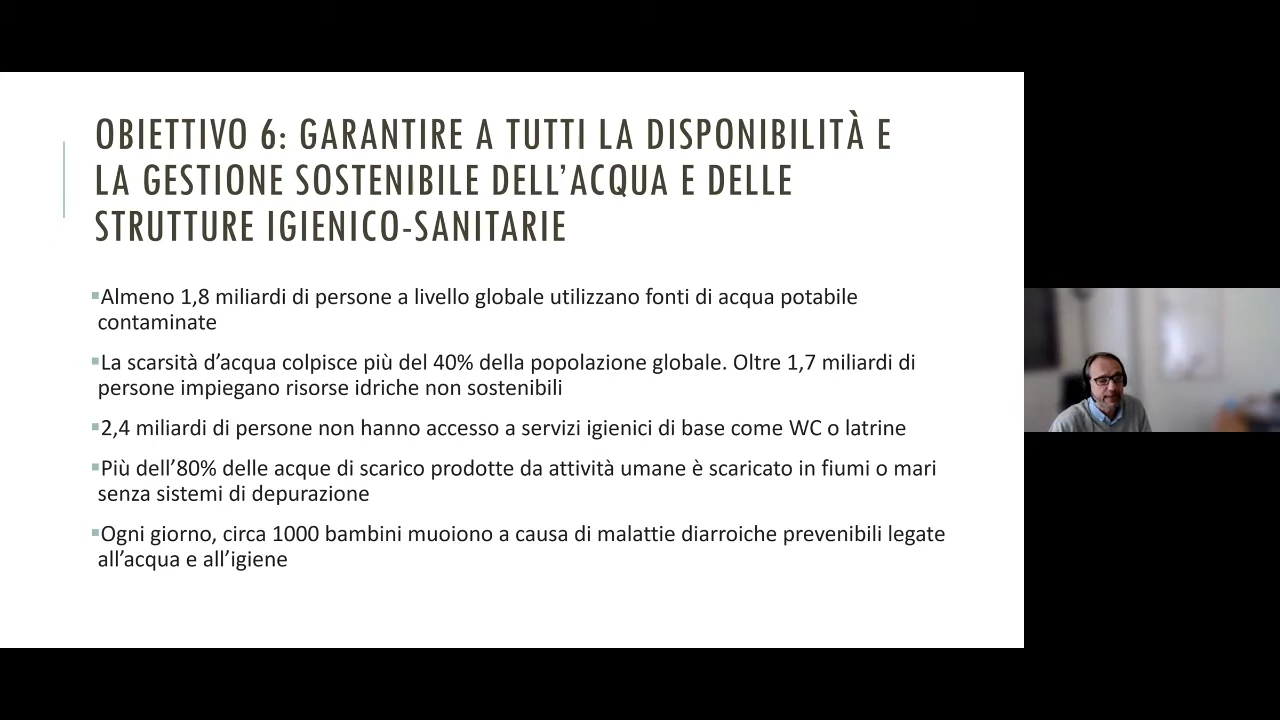 OBIETTIVO 6: GARANTIRE A TUTTI LA DISPONIBILITÀ E
LA GESTIONE SOSTENIBILE DELL’ACQUA E DELLE
STRUTTURE IGIENICO-SANITARIE
▪Almeno 1,8 miliardi di persone a livello globale utilizzano fonti di acqua potabile
contaminate
▪La scarsità d’acqua colpisce più del 40% della popolazione globale. Oltre 1,7 miliardi di
persone impiegano risorse idriche non sostenibili
▪2,4 miliardi di persone non hanno accesso a servizi igienici di base come WC o latrine
▪Più dell’80% delle acque di scarico prodotte da attività umane è scaricato in fiumi o mari
senza sistemi di depurazione
▪Ogni giorno, circa 1000 bambini muoiono a causa di malattie diarroiche prevenibili legate
all’acqua e all’igiene